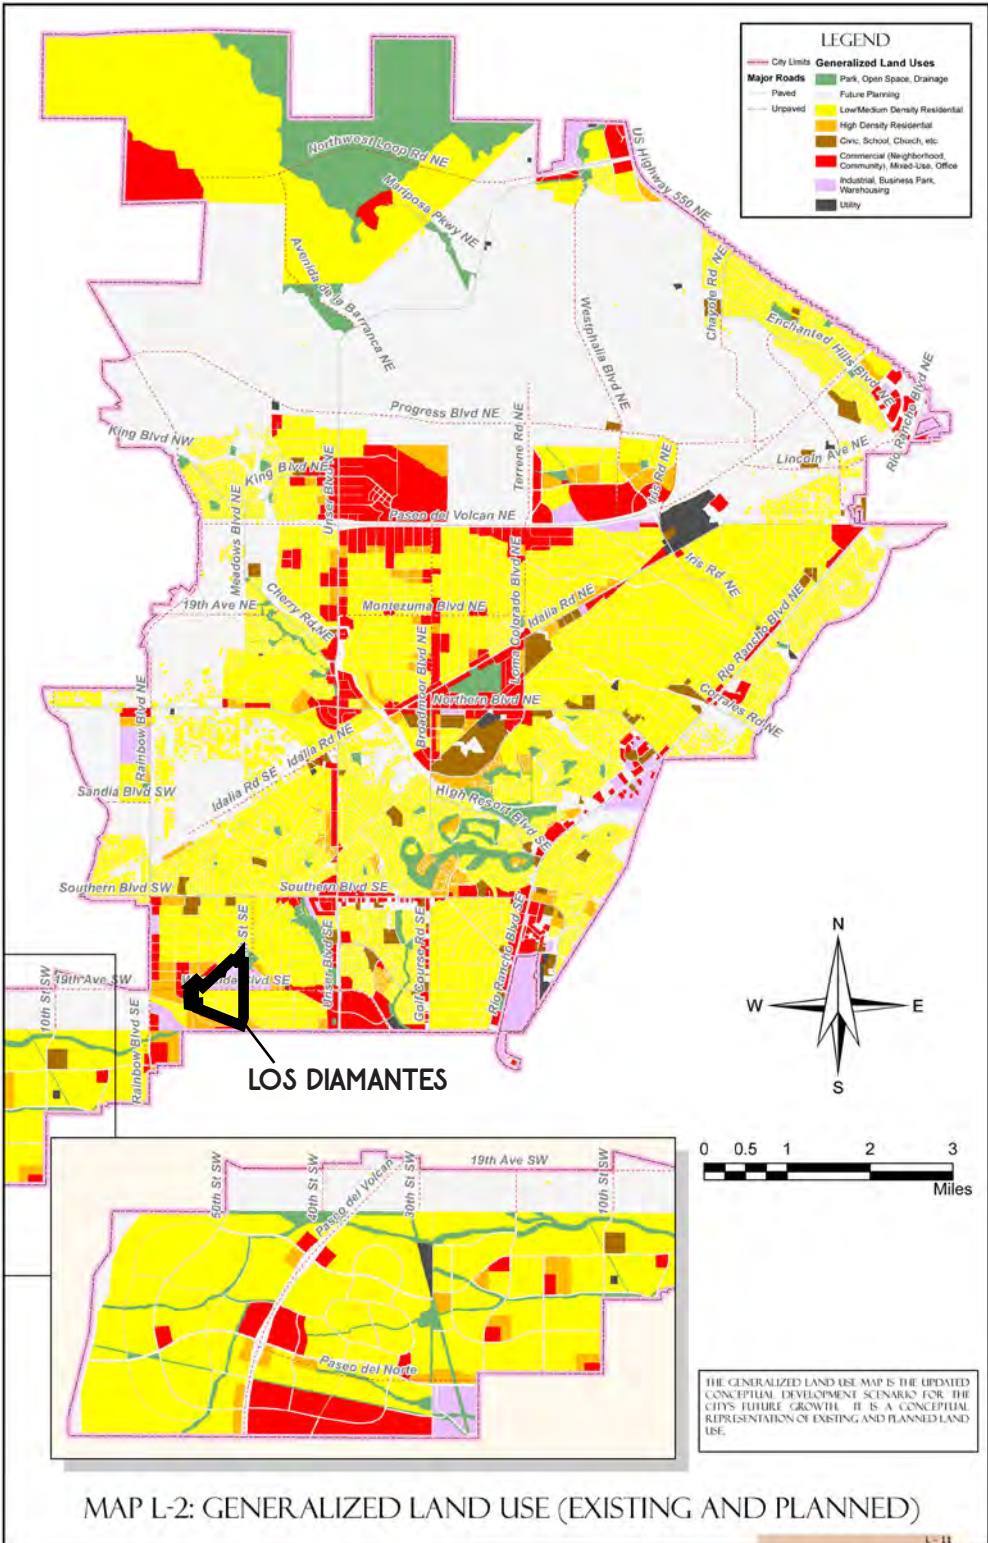 LEGEND
City Limits
Major Roads
Paved
Unpaved
Generalized Land Uses
Park, Open Space, Drainage
Future Planning
Low/Medium Density Residential
High Density Residential
Civic, School, Church, etc
Commercial (Neighborhood,
Community), Mixed-Use, Office
Industrial, Business Park,
Warehousing
Utility
Northwest Loop Rd NE
US Highway 550 NE
Mariposa Pkwy NE
Avenida de la Barranca NE
Westphalia Blvd NE
Chayote Rd NE
Enchanted Hills Blvd NE
Rio Rancho Blvd NE
Progress Blvd NE
King Blvd NW
King Blvd NE
Unser Blvd NE
Terrene Rd NE
Iris Rd NE
Lincoln Ave NE
Meadows Blvd NE
Paseo del Volcan NE
Iris Rd NE
19th Ave NE
Cherry Rd NE
Montezuma Blvd NE
Loma Colorado Blvd NE
Idalia Rd NE
Rio Rancho Blvd NE
Broadmoor Blvd NE
Northern Blvd NE
Corrales Rd NE
Rainbow Blvd NE
Idalia Rd NE
Idalia Rd SE
Sandia Blvd SW
High Resort Blvd SE
Southern Blvd SW
Southern Blvd SE
St SE
Unser Blvd SE
Golf Course Rd SE
Rio Rancho Blvd SE
19th Ave SW
10th St SW
Rainbow Blvd SE
Blvd SE
LOS DIAMANTES
N
W
E
S
0 0.5 1 2 3
Miles
50th St SW
40th St SW
Paseo del Volcan
30th St SW
19th Ave SW
10th St SW
Paseo del Norte
THE GENERALIZED LAND USE MAP IS THE UPDATED
CONCEPTUAL DEVELOPMENT SCENARIO FOR THE
CITY'S FUTURE GROWTH. IT IS A CONCEPTUAL
REPRESENTATION OF EXISTING AND PLANNED LAND
USE.
MAP L-2: GENERALIZED LAND USE (EXISTING AND PLANNED)
L - 11